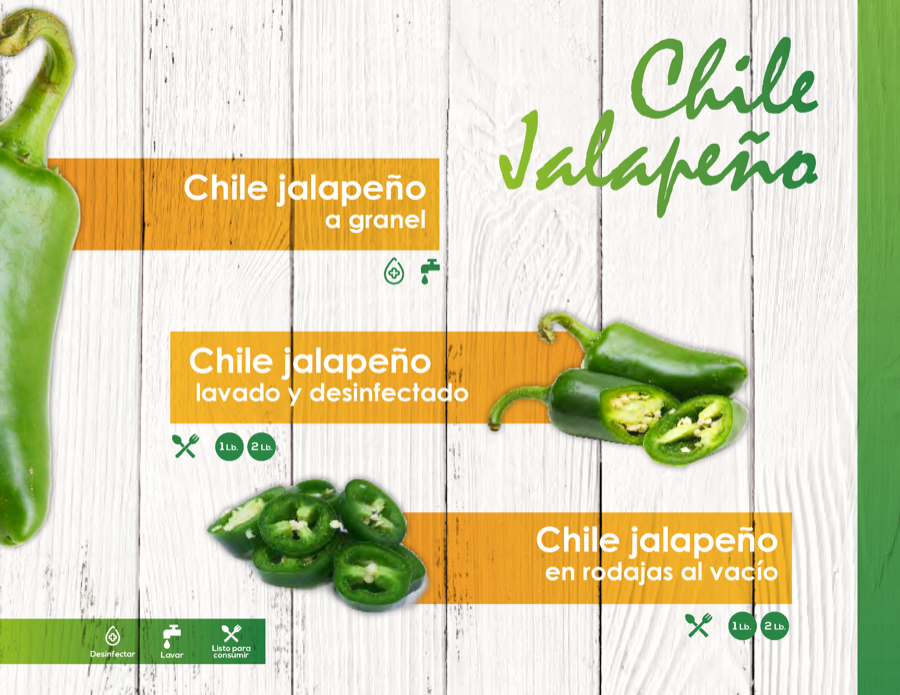 Chile
Jalapeño
Chile jalapeño
a granel
Chile jalapeño
lavado y desinfectado
1 Lb. 2 Lb.
Chile jalapeño
en rodajas al vacío
1 Lb. 2 Lb.
Desinfectar
Lavar
Listo para
consumir